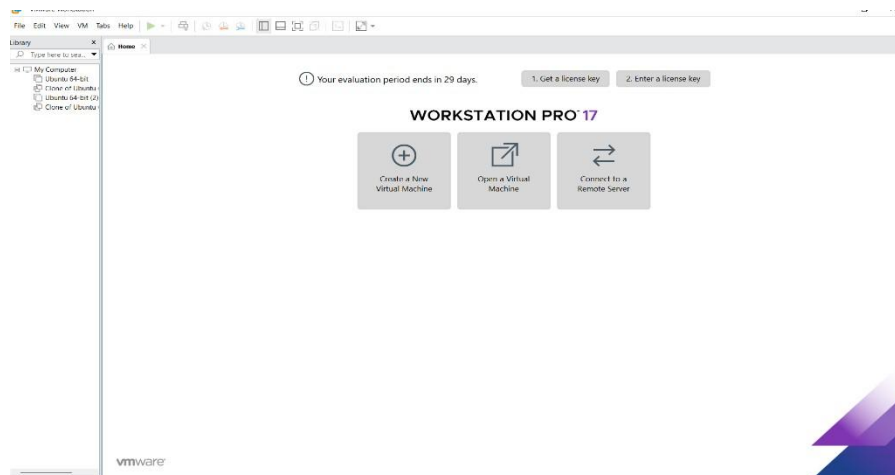 File Edit View VM Tabs Help
Library X
Home X
Type here to sea...
My Computer
Ubuntu 64-bit
Clone of Ubuntu
Ubuntu 64-bit (2)
Clone of Ubuntu
Your evaluation period ends in 29 days.
1. Get a license key
2. Enter a license key
WORKSTATION PRO 17
Create a New
Virtual Machine
Open a Virtual
Machine
Connect to a
Remote Server
vmware